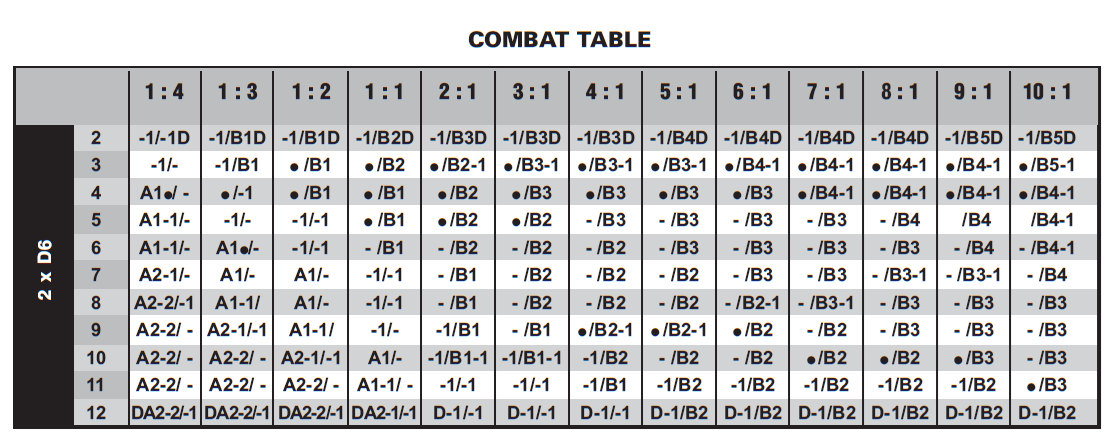 COMBAT TABLE
1:4 1:3 1:2 1:1 2:1 3:1 4:1 5:1 6:1 7:1 8:1 9:1 10:1
2 x D6
2 -1/-1D -1/B1D -1/B1D -1/B2D -1/B3D -1/B3D -1/B3D -1/B4D -1/B4D -1/B4D -1/B4D -1/B5D -1/B5D
3 -1/- -1/B1 ●/B1 ●/B2 ●/B2-1 ●/B3-1 ●/B3-1 ●/B3-1 ●/B4-1 ●/B4-1 ●/B4-1 ●/B4-1 ●/B5-1
4 A1●/ - ●/-1 ●/B1 ●/B1 ●/B2 ●/B3 ●/B3 ●/B3 ●/B3 ●/B4-1 ●/B4-1 ●/B4-1 ●/B4-1
5 A1-1/- -1/- -1/-1 ●/B1 ●/B2 ●/B2 - /B3 - /B3 - /B3 - /B3 - /B4 /B4 /B4-1
6 A1-1/- A1●/- -1/-1 - /B1 - /B2 - /B2 - /B2 - /B3 - /B3 - /B3 - /B3 - /B4 - /B4-1
7 A2-1/- A1/- A1/- -1/-1 - /B1 - /B2 - /B2 - /B2 - /B3 - /B3 - /B3-1 - /B3-1 - /B4
8 A2-2/-1 A1-1/ A1/- -1/-1 - /B1 - /B2 - /B2 - /B2 - /B2-1 - /B3-1 - /B3 - /B3 - /B3
9 A2-2/ - A2-1/-1 A1-1/ -1/- -1/B1 - /B1 ●/B2-1 ●/B2-1 ●/B2 - /B2 - /B3 - /B3 - /B3
10 A2-2/ - A2-2/ - A2-1/-1 A1/- -1/B1-1 -1/B1-1 -1/B2 - /B2 - /B2 ●/B2 ●/B2 ●/B3 - /B3
11 A2-2/ - A2-2/ - A2-2/ - A1-1/ - -1/-1 -1/-1 -1/B1 -1/B2 -1/B2 -1/B2 -1/B2 -1/B2 ●/B3
12 DA2-2/-1 DA2-2/-1 DA2-2/-1 DA2-1/-1 D-1/-1 D-1/-1 D-1/-1 D-1/B2 D-1/B2 D-1/B2 D-1/B2 D-1/B2 D-1/B2